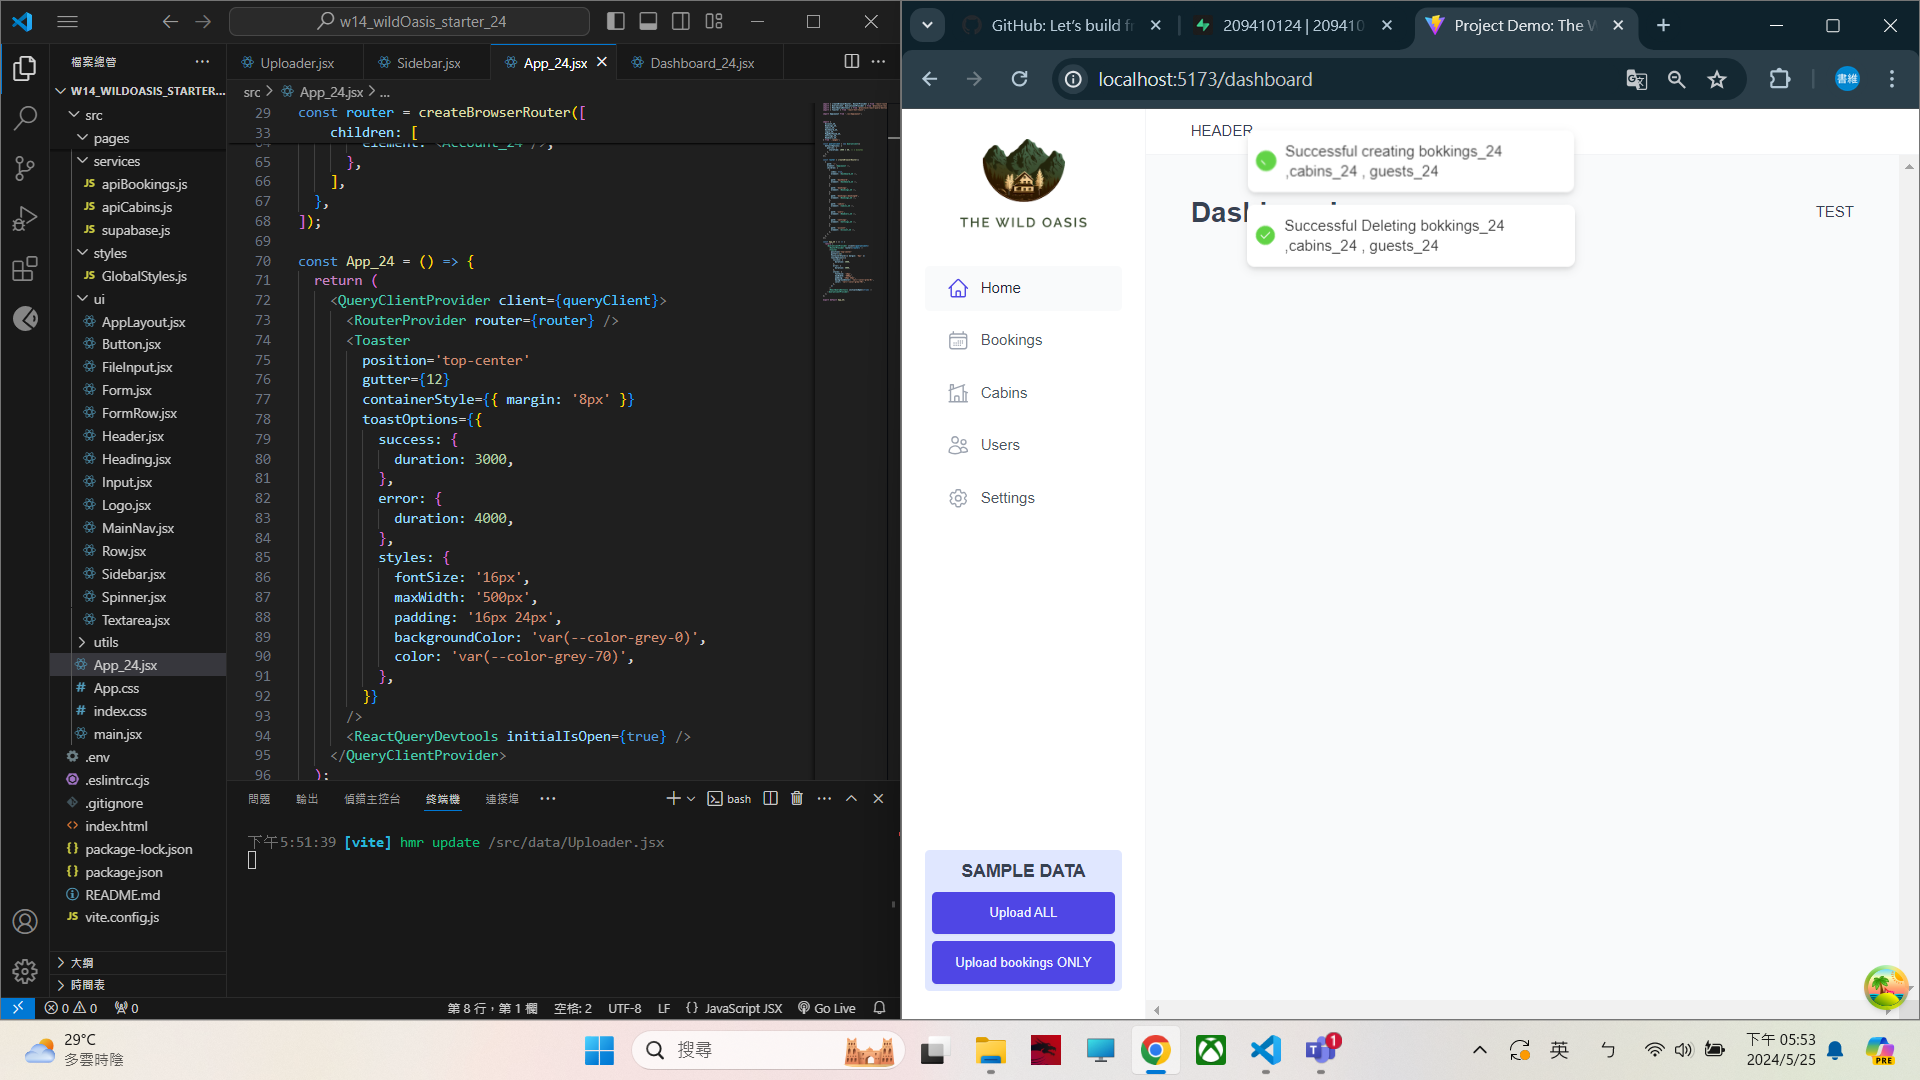 w14_wildOasis_starter_24
檔案總管
W14_WILDOASIS_STARTER...
src
pages
services
JS apiBookings.js
JS apiCabins.js
JS supabase.js
styles
JS GlobalStyles.js
ui
AppLayout.jsx
Button.jsx
FileInput.jsx
Form.jsx
FormRow.jsx
Header.jsx
Heading.jsx
Input.jsx
Logo.jsx
MainNav.jsx
Row.jsx
Sidebar.jsx
Spinner.jsx
Textarea.jsx
utils
App_24.jsx
# App.css
# index.css
main.jsx
.env
.eslintrc.cjs
.gitignore
index.html
package-lock.json
package.json
README.md
JS vite.config.js
大綱
時間表
Uploader.jsx
Sidebar.jsx
App_24.jsx
Dashboard_24.jsx
src > App_24.jsx > ...
29 const router = createBrowserRouter([
33 children: [
64 element: <Account_24 />,
65 },
66 ],
67 },
68 ]);
69
70 const App_24 = () => {
71 return (
72 <QueryClientProvider client={queryClient}>
73 <RouterProvider router={router} />
74 <Toaster
75 position='top-center'
76 gutter={12}
77 containerStyle={{ margin: '8px' }}
78 toastOptions={{
79 success: {
80 duration: 3000,
81 },
82 error: {
83 duration: 4000,
84 },
85 styles: {
86 fontSize: '16px',
87 maxWidth: '500px',
88 padding: '16px 24px',
89 backgroundColor: 'var(--color-grey-0)',
90 color: 'var(--color-grey-70)',
91 },
92 }}
93 />
94 <ReactQueryDevtools initialIsOpen={true} />
95 </QueryClientProvider>
96 );
問題
輸出
偵錯主控台
終端機
連接埠
bash
下午5:51:39 [vite] hmr update /src/data/Uploader.jsx
0 0 0
第 8 行，第 1 欄
空格: 2
UTF-8
LF
{} JavaScript JSX
Go Live
GitHub: Let's build f
209410124 | 20941
Project Demo: The W
localhost:5173/dashboard
書維
THE WILD OASIS
Home
Bookings
Cabins
Users
Settings
SAMPLE DATA
Upload ALL
Upload bookings ONLY
HEADER
Successful creating bokkings_24
,cabins_24 , guests_24
Das
TEST
Successful Deleting bokkings_24
,cabins_24 , guests_24
29°C
多雲時陰
搜尋
1
英
ㄅ
下午 05:53
2024/5/25
PRE